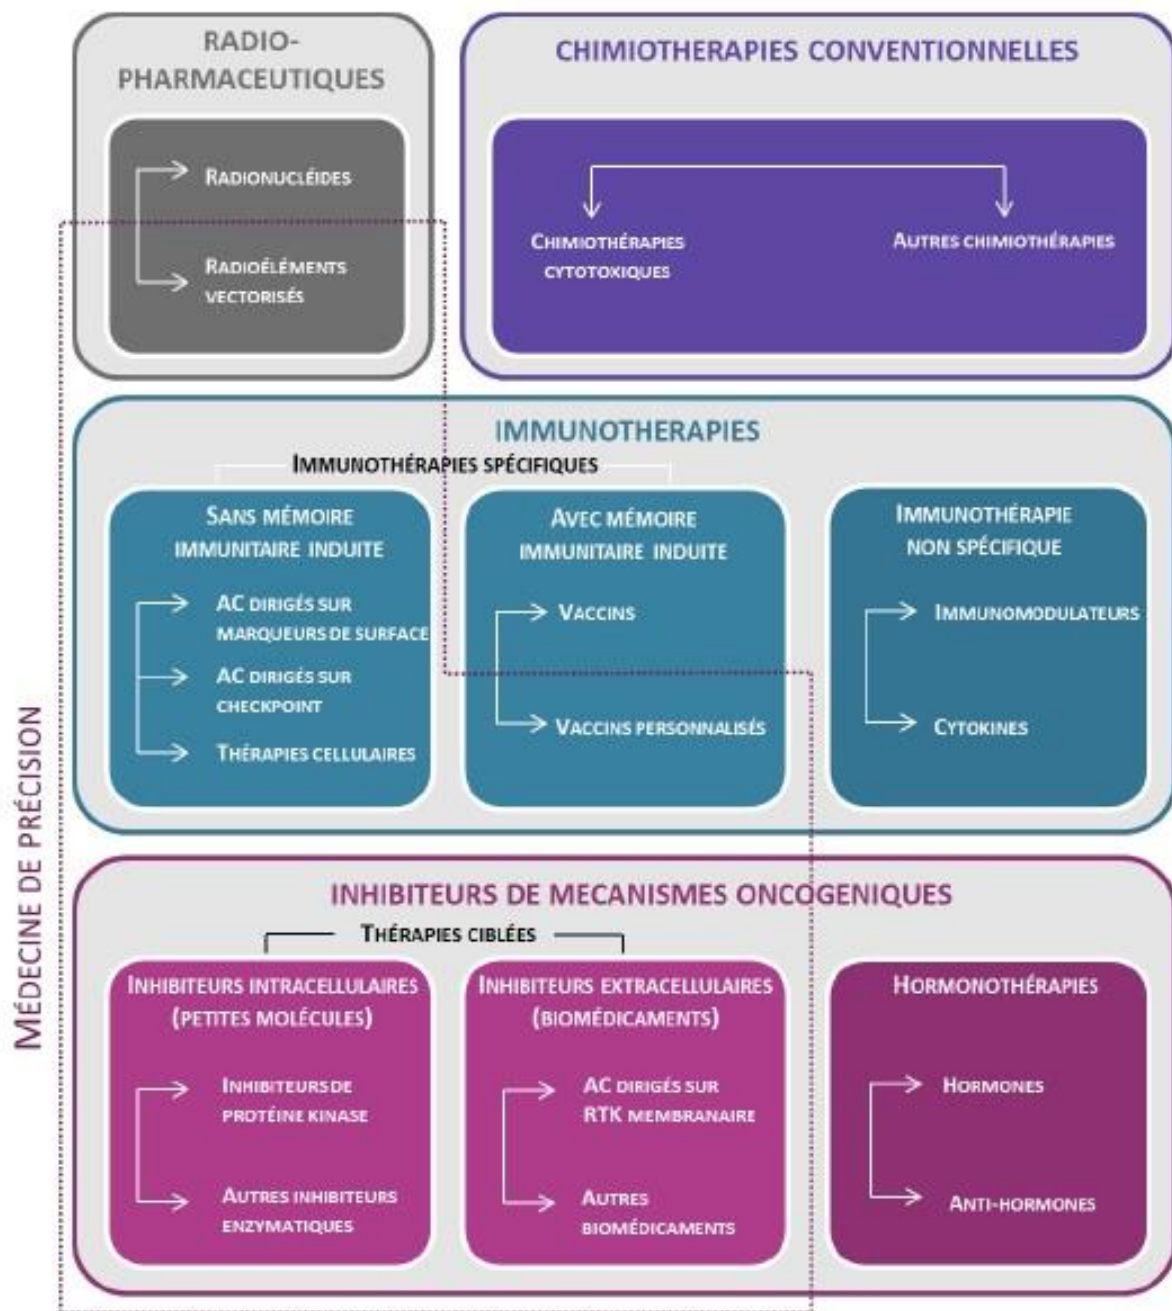 RADIO-
PHARMACEUTIQUES
RADIONUCLÉIDES
RADIOÉLÉMENTS
VECTORISÉS
CHIMIOTHERAPIES CONVENTIONNELLES
CHIMIOTHÉRAPIES
CYTOTOXIQUES
AUTRES CHIMIOTHÉRAPIES
IMMUNOTHERAPIES
IMMUNOTHÉRAPIES SPÉCIFIQUES
SANS MÉMOIRE
IMMUNITAIRE INDUITE
AC DIRIGÉS SUR
MARQUEURS DE SURFACE
AC DIRIGÉS SUR
CHECKPOINT
THÉRAPIES CELLULAIRES
AVEC MÉMOIRE
IMMUNITAIRE INDUITE
VACCINS
VACCINS PERSONNALISÉS
IMMUNOTHÉRAPIE
NON SPÉCIFIQUE
IMMUNOMODULATEURS
CYTOKINES
MÉDECINE DE PRÉCISION
INHIBITEURS DE MECANISMES ONCOGENIQUES
THÉRAPIES CIBLÉES
INHIBITEURS INTRACELLULAIRES
(PETITES MOLÉCULES)
INHIBITEURS DE
PROTÉINE KINASE
AUTRES INHIBITEURS
ENZYMATIQUES
INHIBITEURS EXTRACELLULAIRES
(BIOMÉDICAMENTS)
AC DIRIGÉS SUR
RTK MEMBRANAIRE
AUTRES
BIOMÉDICAMENTS
HORMONOTHÉRAPIES
HORMONES
ANTI-HORMONES